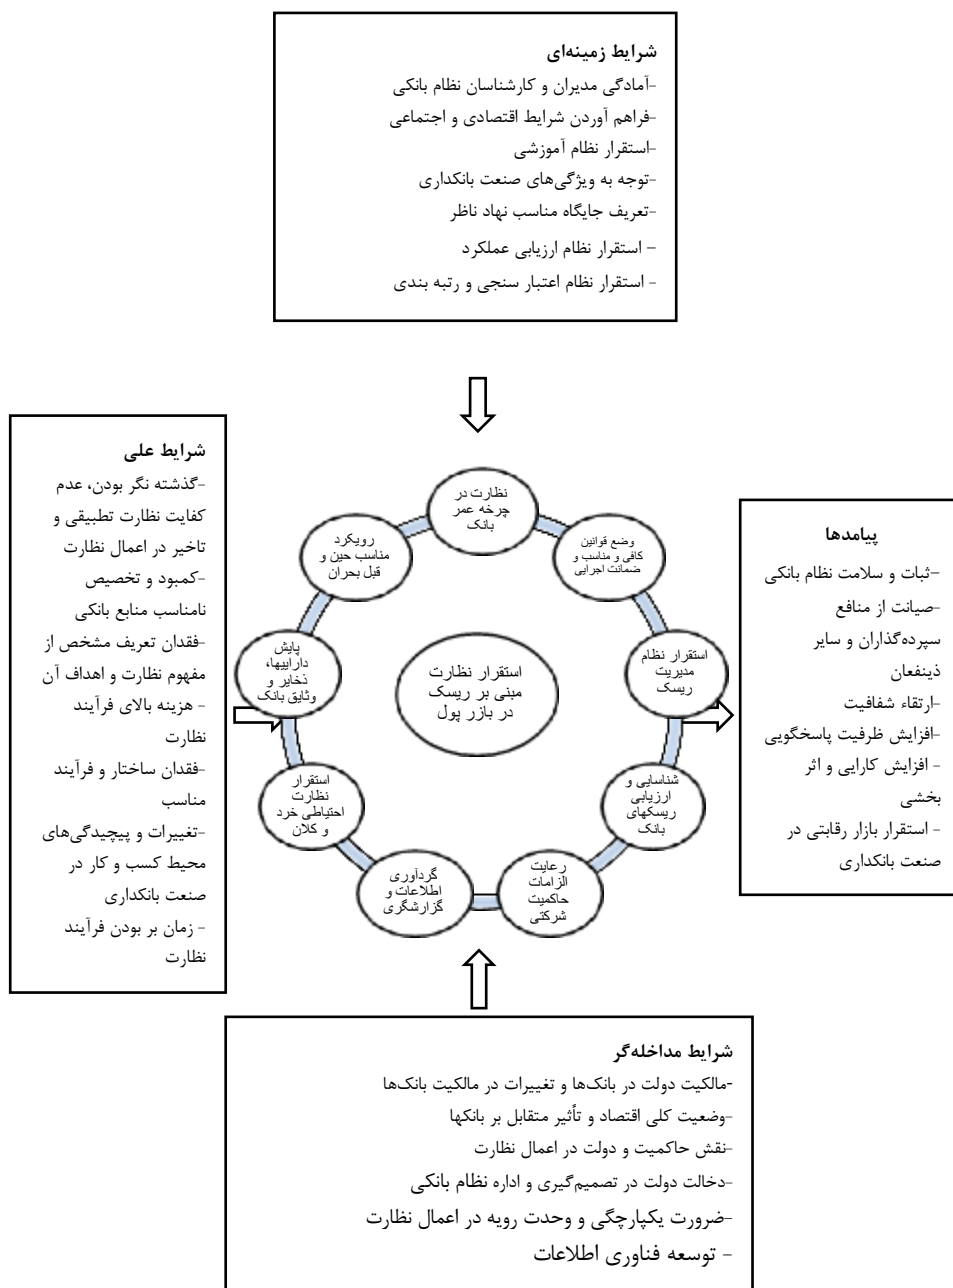 شرایط زمینه‌ای
-آمادگی مدیران و کارشناسان نظام بانکی
-فراهم آوردن شرایط اقتصادی و اجتماعی
-استقرار نظام آموزشی
-توجه به ویژگی‌های صنعت بانکداری
-تعریف جایگاه مناسب نهاد ناظر
- استقرار نظام ارزیابی عملکرد
- استقرار نظام اعتبار سنجی و رتبه بندی
شرایط علی
-گذشته نگر بودن، عدم
کفایت نظارت تطبیقی و
تاخیر در اعمال نظارت
-کمبود و تخصیص
نامناسب منابع بانکی
-فقدان تعریف مشخص از
مفهوم نظارت و اهداف آن
- هزینه بالای فرآیند
نظارت
-فقدان ساختار و فرآیند
مناسب
-تغییرات و پیچیدگی‌های
محیط کسب و کار در
صنعت بانکداری
- زمان بر بودن فرآیند
نظارت
نظارت در
چرخه عمر
بانک
وضع قوانین
کافی و مناسب و
ضمانت اجرایی
استقرار نظام
مدیریت
ریسک
شناسایی و
ارزیابی
ریسکهای
بانک
رعایت
الزامات
حاکمیت
شرکتی
گردآوری
اطلاعات و
گزارشگری
استقرار
نظارت
احتیاطی خرد
و کلان
پایش
داراییها،
ذخایر و
وثایق بانک
رویکرد
مناسب حین و
قبل بحران
استقرار نظارت
مبنی بر ریسک
در بازر پول
پیامدها
-ثبات و سلامت نظام بانکی
-صیانت از منافع
سپرده‌گذاران و سایر
ذینفعان
-ارتقاء شفافیت
-افزایش ظرفیت پاسخگویی
- افزایش کارایی و اثر
بخشی
- استقرار بازار رقابتی در
صنعت بانکداری
شرایط مداخله‌گر
-مالکیت دولت در بانک‌ها و تغییرات در مالکیت بانک‌ها
-وضعیت کلی اقتصاد و تأثیر متقابل بر بانکها
-نقش حاکمیت و دولت در اعمال نظارت
-دخالت دولت در تصمیم‌گیری و اداره نظام بانکی
-ضرورت یکپارچگی و وحدت رویه در اعمال نظارت
- توسعه فناوری اطلاعات